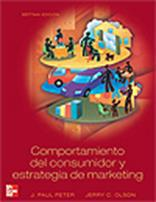 SÉPTIMA EDICIÓN
Comportamiento
del consumidor y
estrategia de marketing
J. PAUL PETER
JERRY C. OLSON